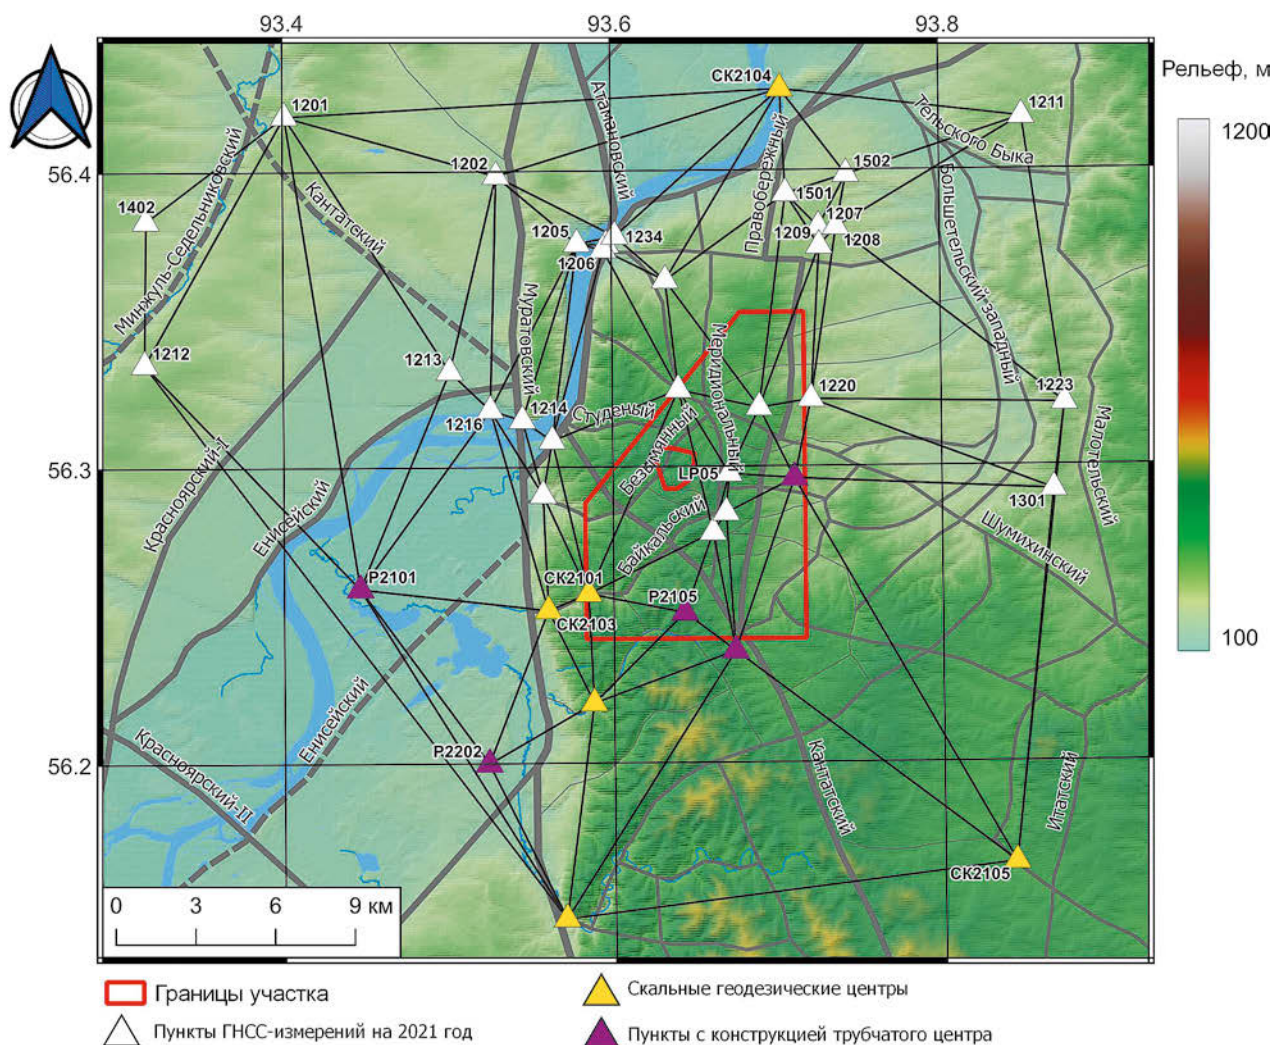 93.4
93.6
93.8
Рельеф, м
1200
100
56.4
56.3
56.2
СК2104
1211
1201
Атамановский
Правобережный
Тельского Быка
1202
1502
1402
Минжуль-Седельниковский
Кантатский
1501
1205
1234
1207
1209
1208
1206
Большетельский западный
1212
1213
Муратовский
Меридиональный
1220
1223
1216
1214
Студеный
Безымянный
Малотельский
LP05
1301
Красноярский-I
Енисейский
Байкальский
Шумихинский
P2101
СК2101
P2105
СК2103
Енисейский
P2202
Красноярский-II
Кантатский
Итатский
СК2105
0 3 6 9 км
Границы участка
Скальные геодезические центры
Пункты ГНСС-измерений на 2021 год
Пункты с конструкцией трубчатого центра